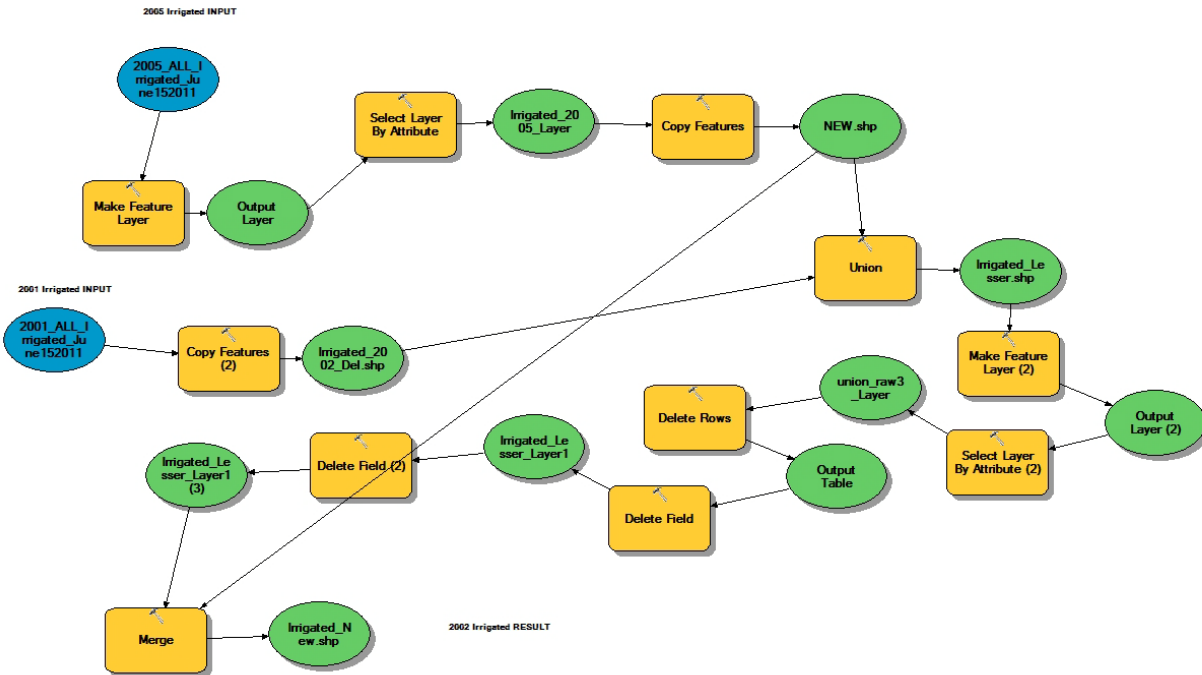 2005 Irrigated INPUT
2005_ALL_I
rrigated_Ju
ne152011
Make Feature
Layer
Output
Layer
Select Layer
By Attribute
Irrigated_20
05_Layer
Copy Features
NEW.shp
Union
Irrigated_Le
sser.shp
2001 Irrigated INPUT
2001_ALL_I
rrigated_Ju
ne152011
Copy Features
(2)
Irrigated_20
02_Del.shp
Make Feature
Layer (2)
Output
Layer (2)
Select Layer
By Attribute (2)
union_raw3
_Layer
Delete Rows
Output
Table
Delete Field
Irrigated_Le
sser_Layer1
Delete Field (2)
Irrigated_Le
sser_Layer1
(3)
Merge
Irrigated_N
ew.shp
2002 Irrigated RESULT